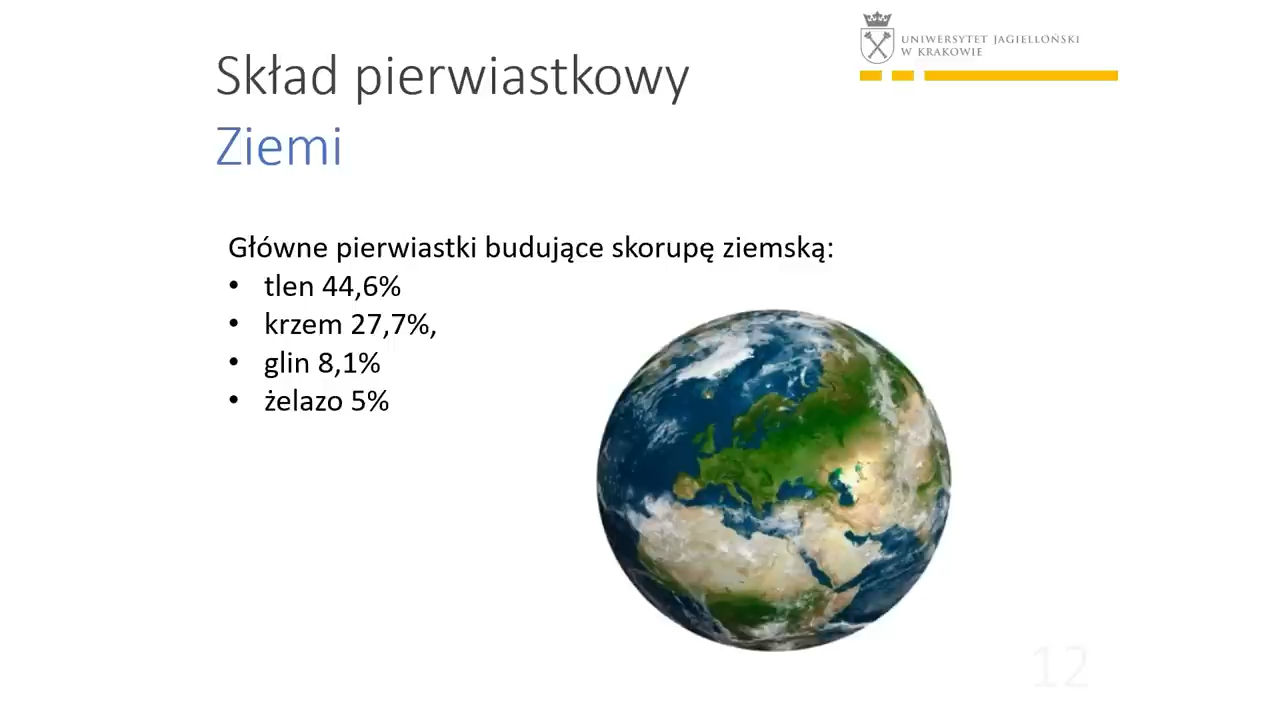 UNIWERSYTET JAGIELLOŃSKI
W KRAKOWIE
Skład pierwiastkowy
Ziemi
Główne pierwiastki budujące skorupę ziemską:
• tlen 44,6%
• krzem 27,7%,
• glin 8,1%
• żelazo 5%
12